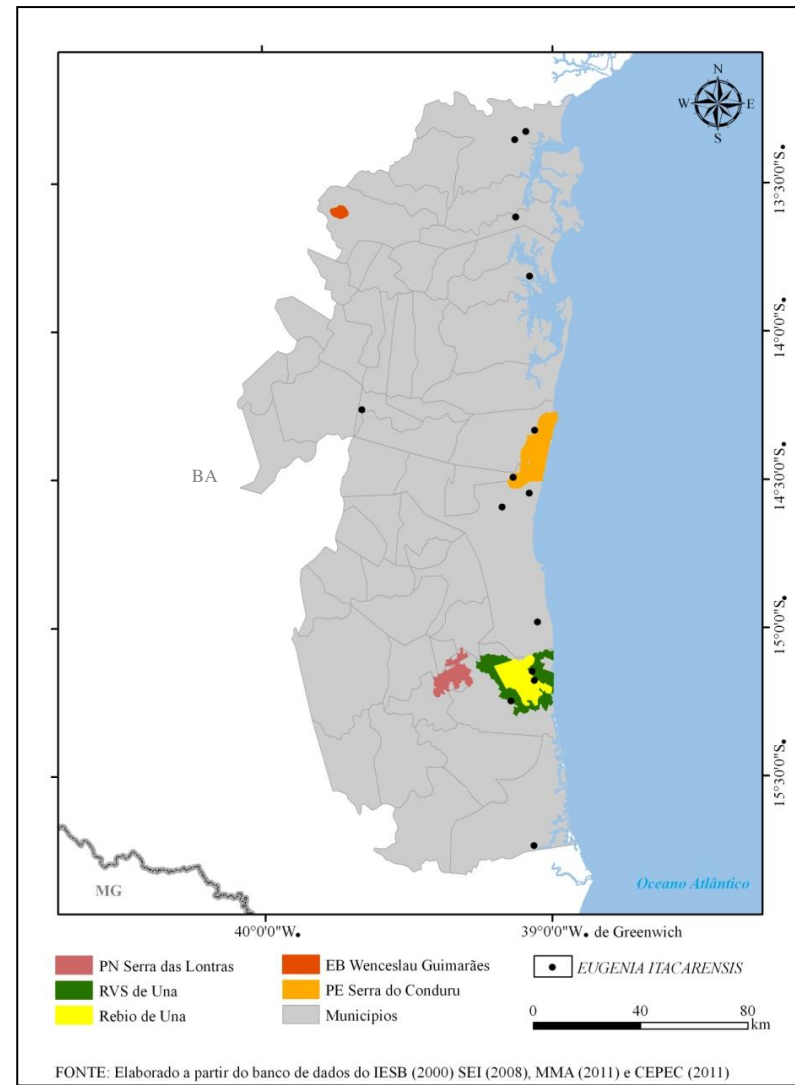 N
W E
S
13°30'0"S.
14°0'0"S.
BA
14°30'0"S.
15°0'0"S.
15°30'0"S.
MG
Oceano Atlântico
40°0'0"W. 39°0'0"W. de Greenwich
PN Serra das Lontras EB Wenceslau Guimarães EUGENIA ITACARENSIS
RVS de Una PE Serra do Conduru
Rebio de Una Municipios
0 40 80
km
FONTE: Elaborado a partir do banco de dados do IESB (2000) SEI (2008), MMA (2011) e CEPEC (2011)